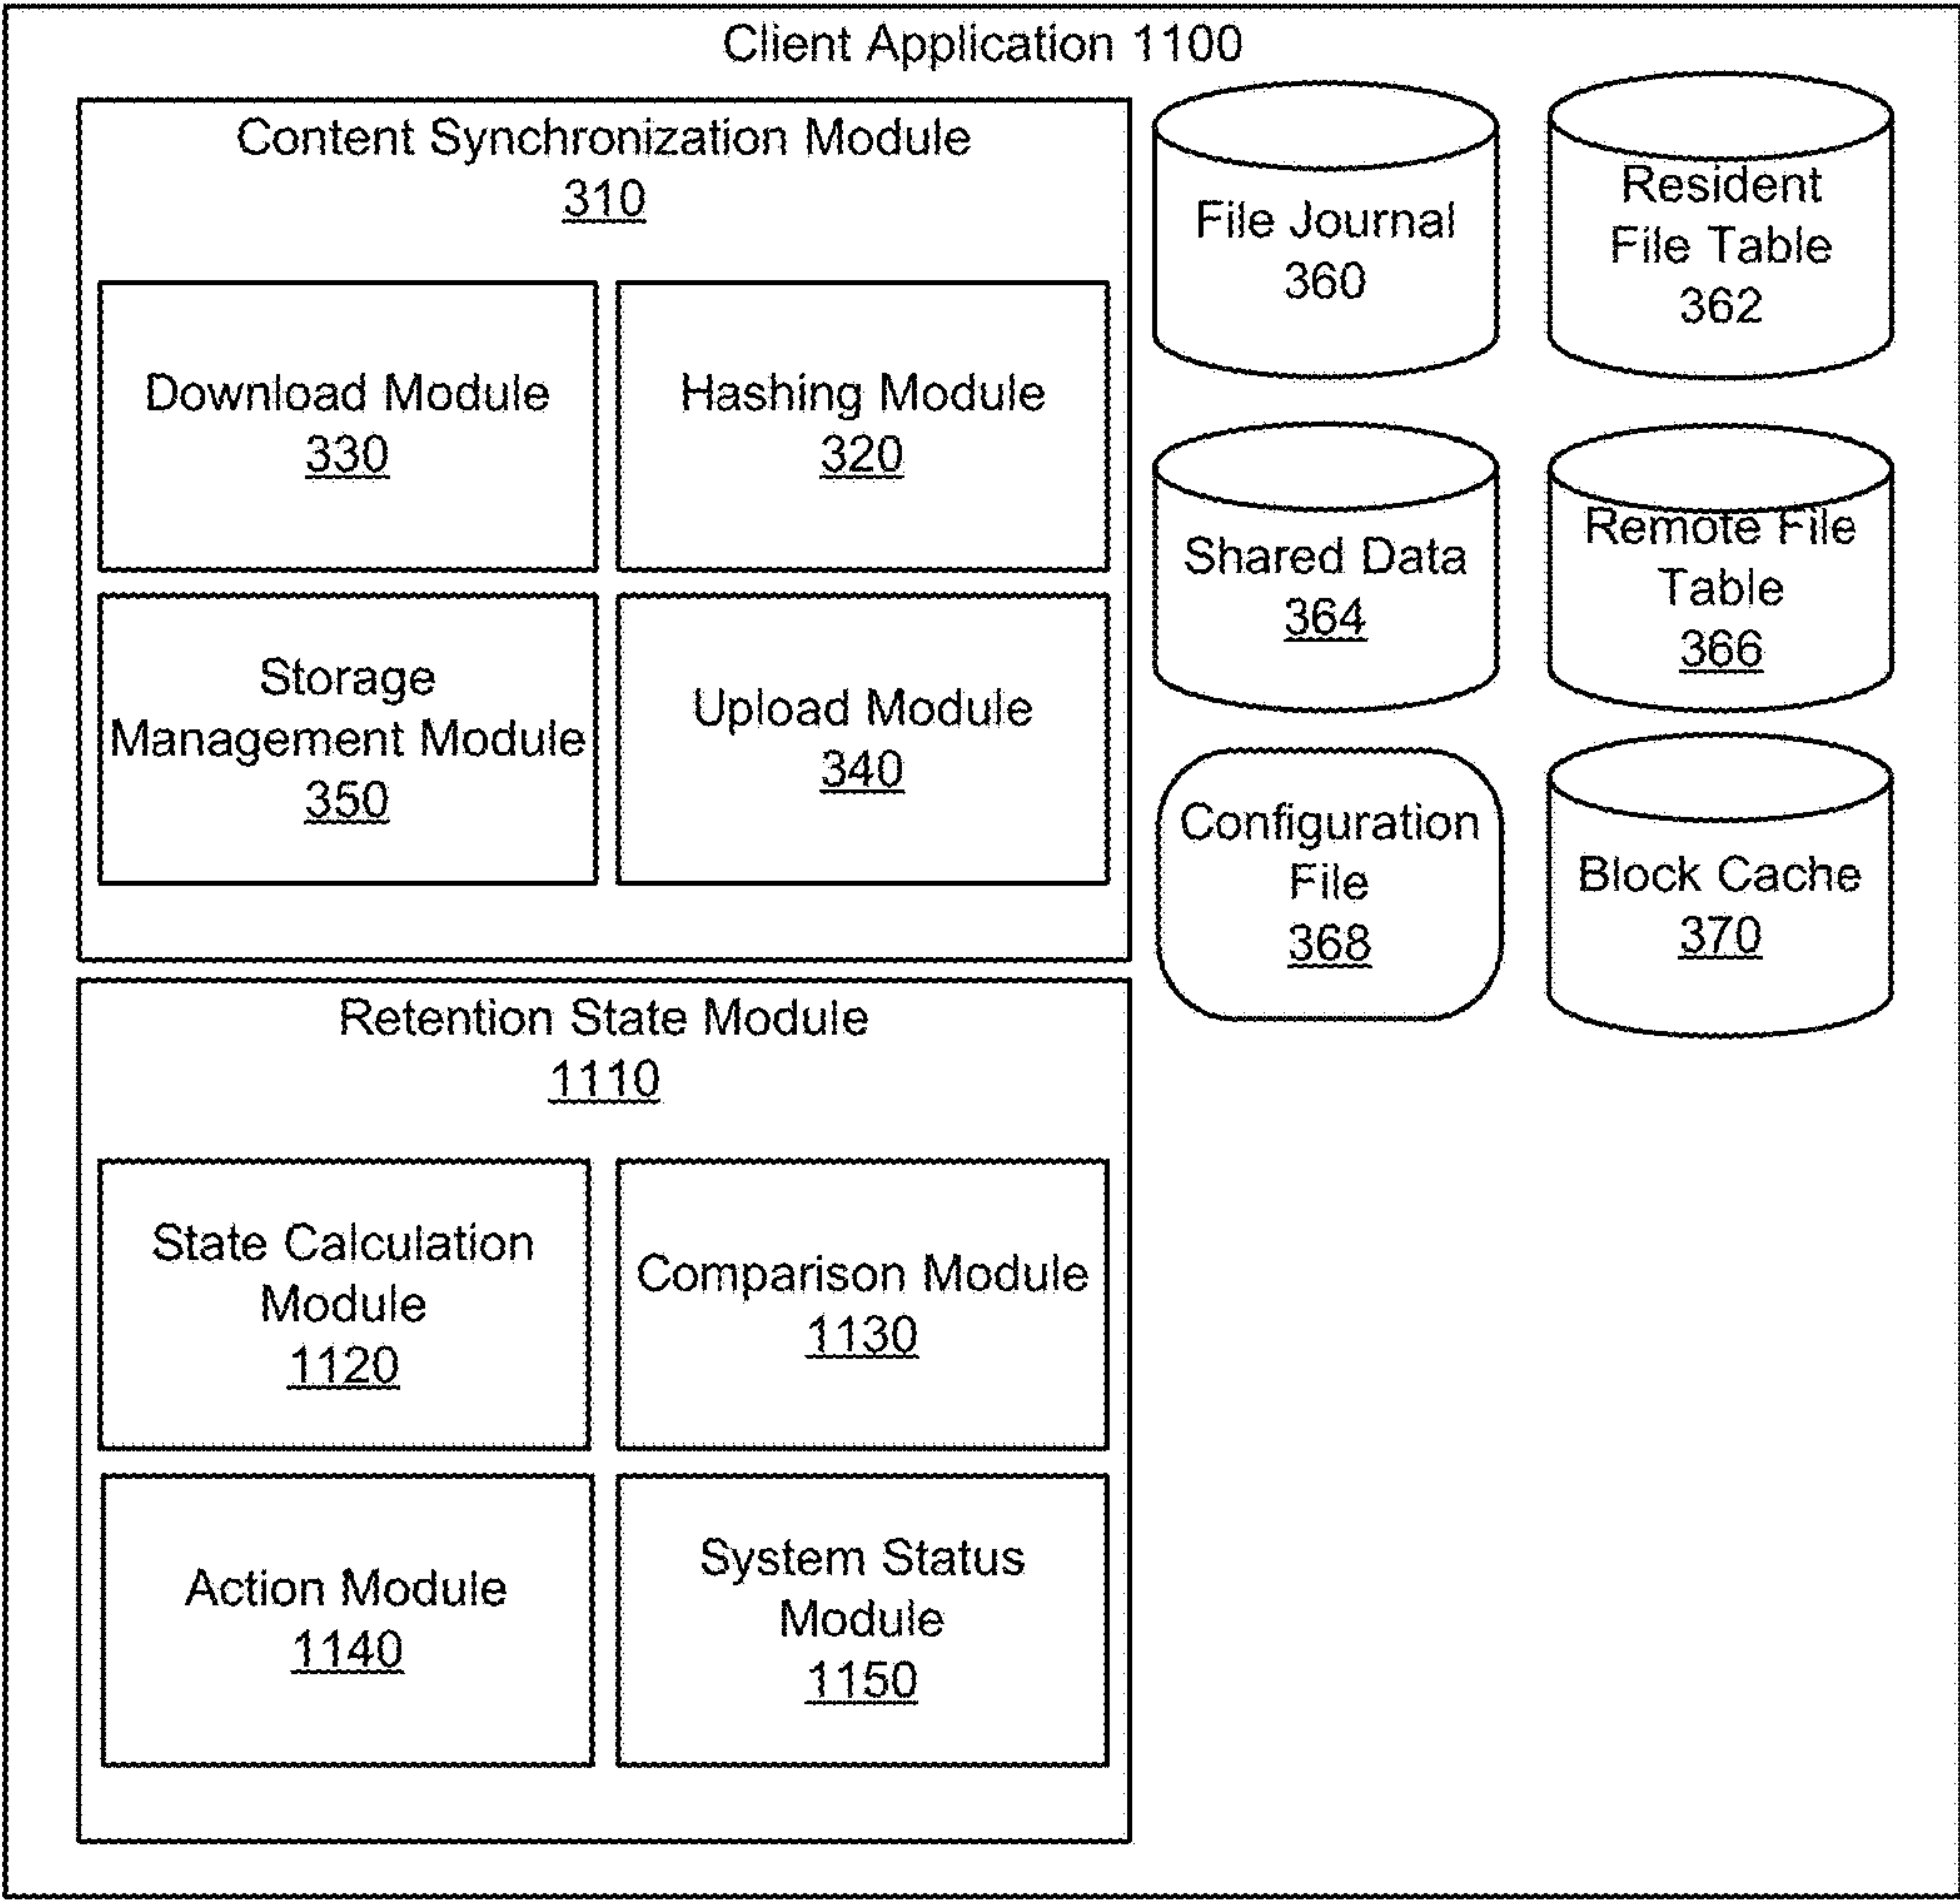 Client Application 1100
Content Synchronization Module
310
Download Module
330
Hashing Module
320
Storage
Management Module
350
Upload Module
340
File Journal
360
Resident
File Table
362
Shared Data
364
Remote File
Table
366
Configuration
File
368
Block Cache
370
Retention State Module
1110
State Calculation
Module
1120
Comparison Module
1130
Action Module
1140
System Status
Module
1150